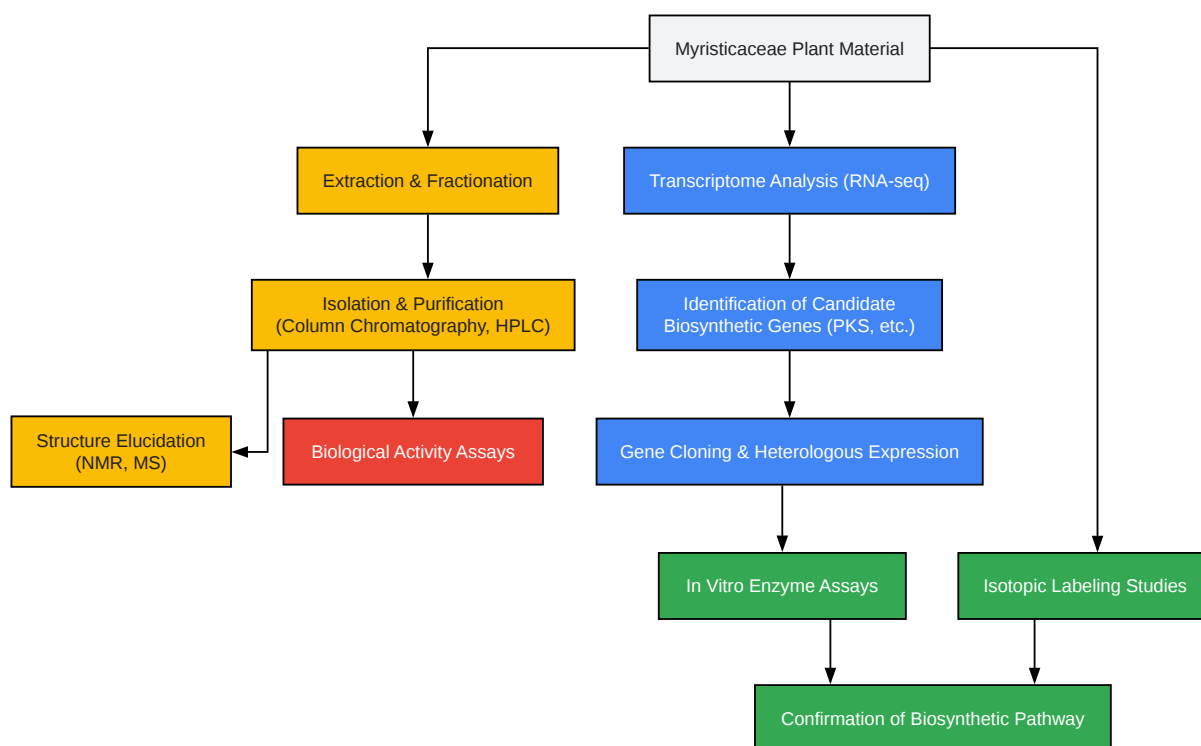 Myristicaceae Plant Material
Extraction & Fractionation
Transcriptome Analysis (RNA-seq)
Isolation & Purification
(Column Chromatography, HPLC)
Identification of Candidate
Biosynthetic Genes (PKS, etc.)
Structure Elucidation
(NMR, MS)
Biological Activity Assays
Gene Cloning & Heterologous Expression
In Vitro Enzyme Assays
Isotopic Labeling Studies
Confirmation of Biosynthetic Pathway